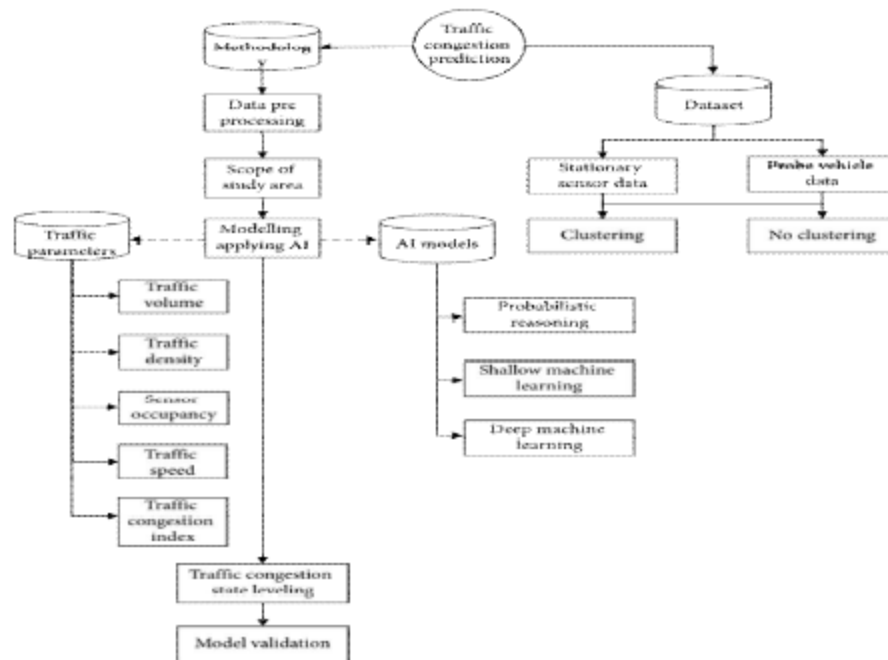 Traffic
congestion
prediction
Methodolog
y
Data pre
processing
Scope of
study area
Modelling
applying AI
Traffic
parameters
Traffic
volume
Traffic
density
Sensor
occupancy
Traffic
speed
Traffic
congestion
index
AI models
Probabilistic
reasoning
Shallow machine
learning
Deep machine
learning
Traffic congestion
state leveling
Model validation
Dataset
Stationary
sensor data
Probe vehicle
data
Clustering
No clustering